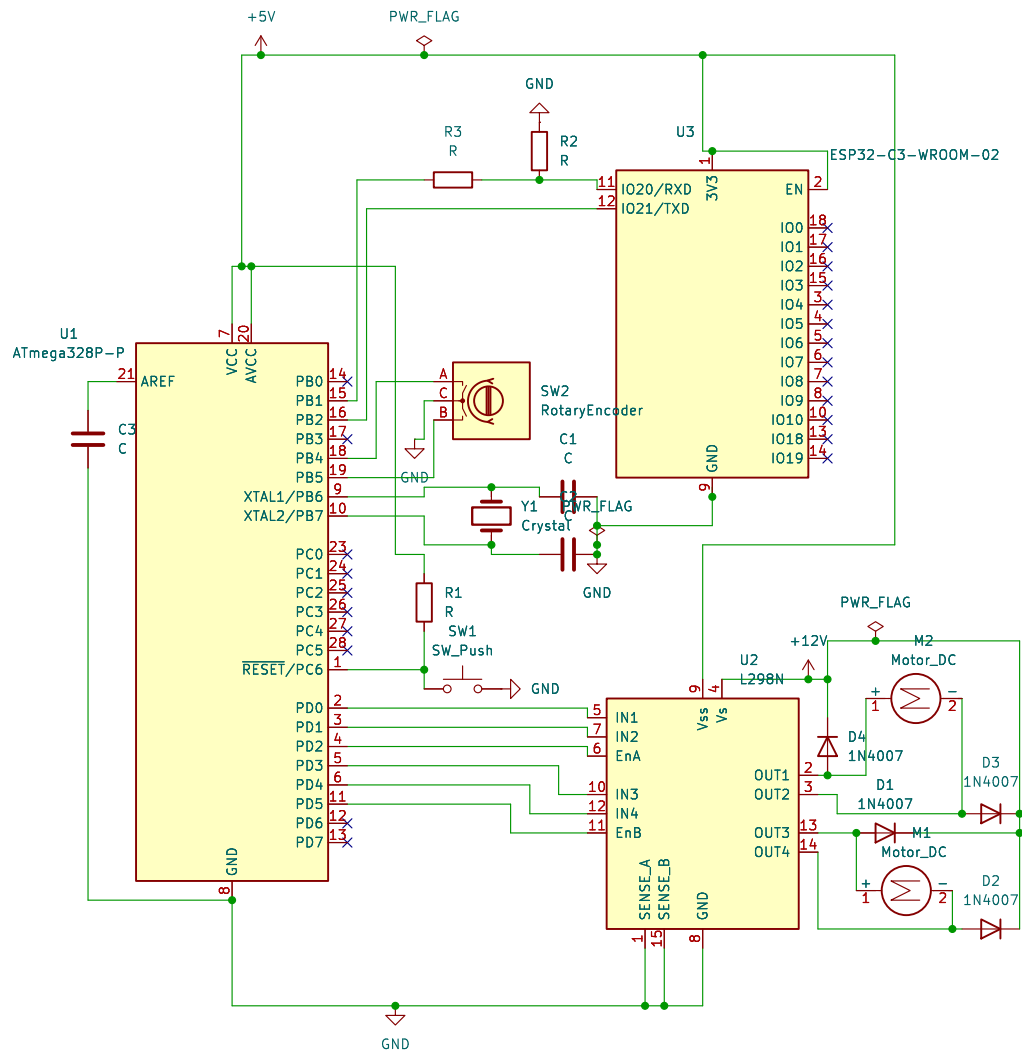 +5V
PWR_FLAG
GND
R3
R
R2
R
U3
ESP32-C3-WROOM-02
1
3V3
11 IO20/RXD
12 IO21/TXD
EN 2
IO0 18
IO1 17
IO2 16
IO3 15
IO4 3
IO5 4
IO6 5
IO7 6
IO8 7
IO9 8
IO10 10
IO18 13
IO19 14
GND
9
U1
ATmega328P-P
7
VCC
20
AVCC
21 AREF
C3
C
PB0 14
PB1 15
PB2 16
PB3 17
PB4 18
PB5 19
XTAL1/PB6 9
XTAL2/PB7 10
PC0 23
PC1 24
PC2 25
PC3 26
PC4 27
PC5 28
RESET/PC6 1
PD0 2
PD1 3
PD2 4
PD3 5
PD4 6
PD5 11
PD6 12
PD7 13
GND
8
A
C
B
SW2
RotaryEncoder
GND
C1
C
C2
C
PWR_FLAG
Y1
Crystal
GND
R1
R
SW1
SW_Push
GND
PWR_FLAG
+12V
U2
L298N
9
Vss
4
Vs
5 IN1
7 IN2
6 EnA
10 IN3
12 IN4
11 EnB
OUT1 2
OUT2 3
OUT3 13
OUT4 14
SENSE_A
1
SENSE_B
15
GND
8
M2
Motor_DC
+
1
-
2
D4
1N4007
D3
1N4007
D1
1N4007
M1
Motor_DC
+
1
-
2
D2
1N4007
GND